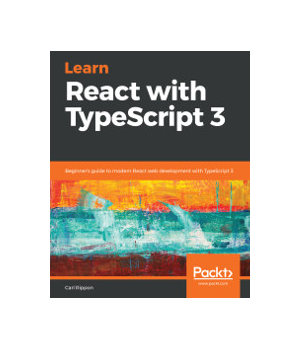 Learn
React with
TypeScript 3
Beginner's guide to modern React web development with TypeScript 3
Packt>
www.packt.com
Carl Rippon